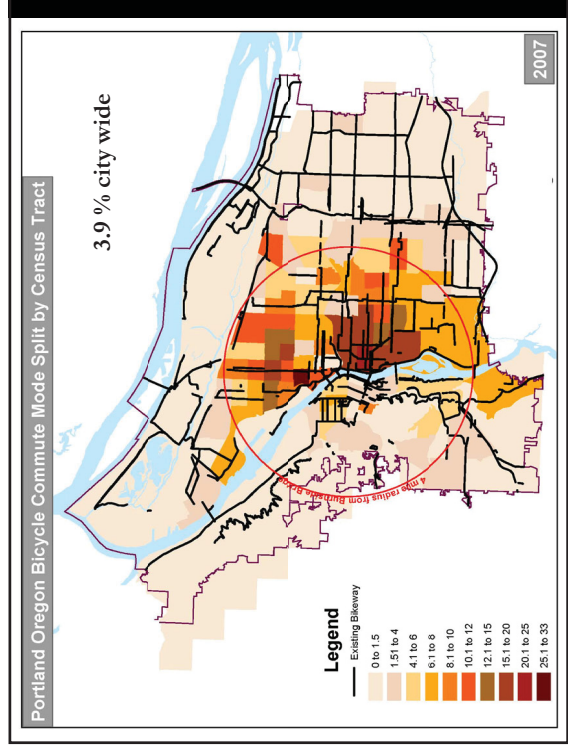 Portland Oregon Bicycle Commute Mode Split by Census Tract
2007
3.9 % city wide
4 mile radius from Burnside Bridge
Legend
Existing Bikeway
0 to 1.5
1.51 to 4
4.1 to 6
6.1 to 8
8.1 to 10
10.1 to 12
12.1 to 15
15.1 to 20
20.1 to 25
25.1 to 33